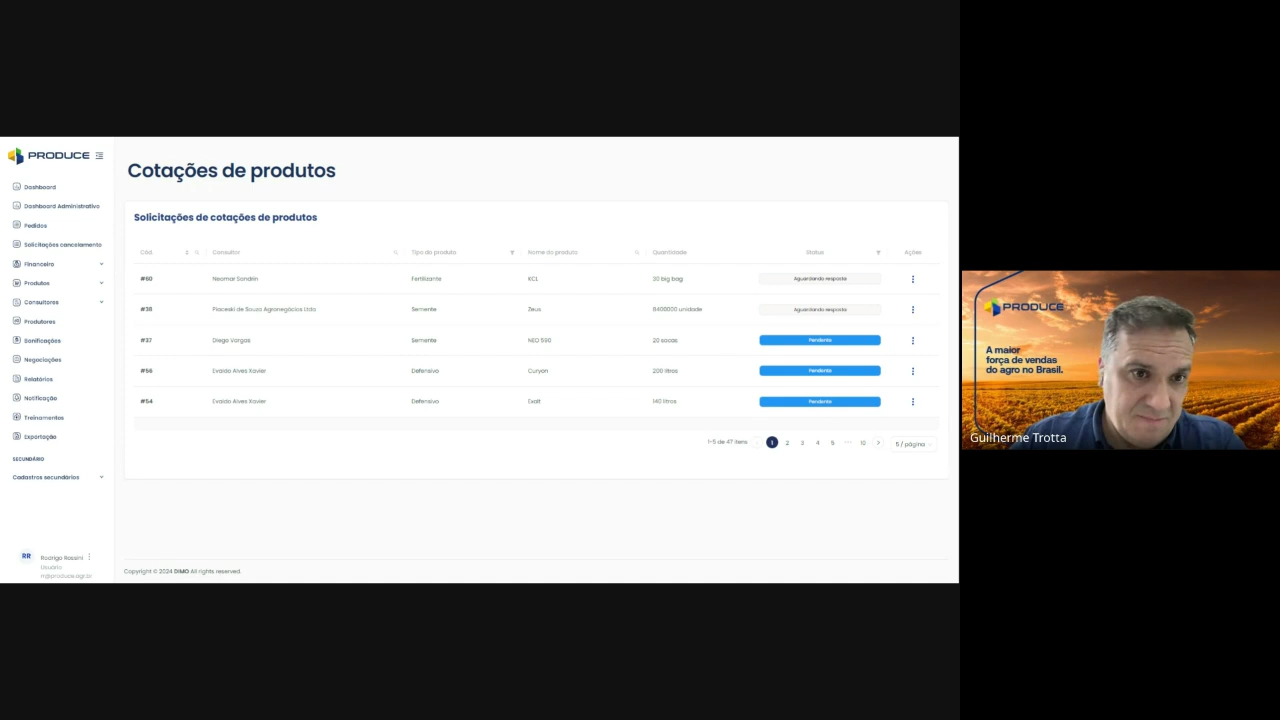 PRODUCE
Dashboard
Dashboard Administrativo
Pedidos
Solicitações cancelamento
Financeiro
Produtos
Consultores
Produtores
Bonificações
Negociações
Relatórios
Notificação
Treinamentos
Exportação
SECUNDÁRIO
Cadastros secundários
RR
Rodrigo Rossini
Usuário
rr@produce.agr.br
Cotações de produtos
Solicitações de cotações de produtos
Cód. Consultor Tipo do produto Nome do produto Quantidade Status Ações
#60 Neomar Sandrin Fertilizante KCL 30 big bag Aguardando resposta
#38 Piaceski de Souza Agronegócios Ltda Semente Zeus 8400000 unidade Aguardando resposta
#37 Diego Vargas Semente NEO 590 20 sacas Pendente
#56 Evaldo Alves Xavier Defensivo Curyon 200 litros Pendente
#54 Evaldo Alves Xavier Defensivo Exalt 140 litros Pendente
1-5 de 47 itens 1 2 3 4 5 ••• 10 5 / página
Copyright © 2024 DIMO All rights reserved.
PRODUCE
A maior
força de vendas
do agro no Brasil.
Guilherme Trotta